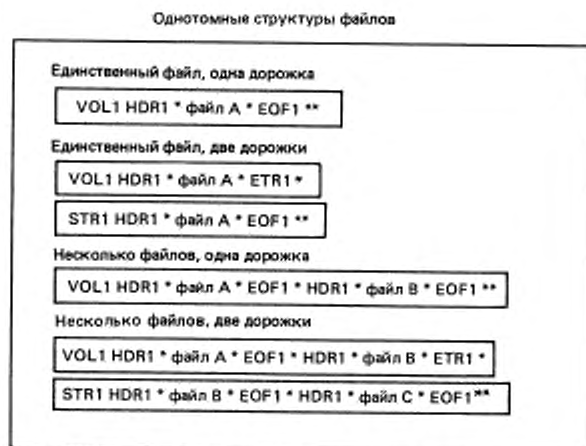 Однотомные структуры файлов
Единственный файл, одна дорожка
VOL1 HDR1 * файл A * EOF1 **
Единственный файл, две дорожки
VOL1 HDR1 * файл A * ETR1 *
STR1 HDR1 * файл A * EOF1 **
Несколько файлов, одна дорожка
VOL1 HDR1 * файл A * EOF1 * HDR1 * файл B * EOF1 **
Несколько файлов, две дорожки
VOL1 HDR1 * файл A * EOF1 * HDR1 * файл B * ETR1 *
STR1 HDR1 * файл B * EOF1 * HDR1 * файл C * EOF1**